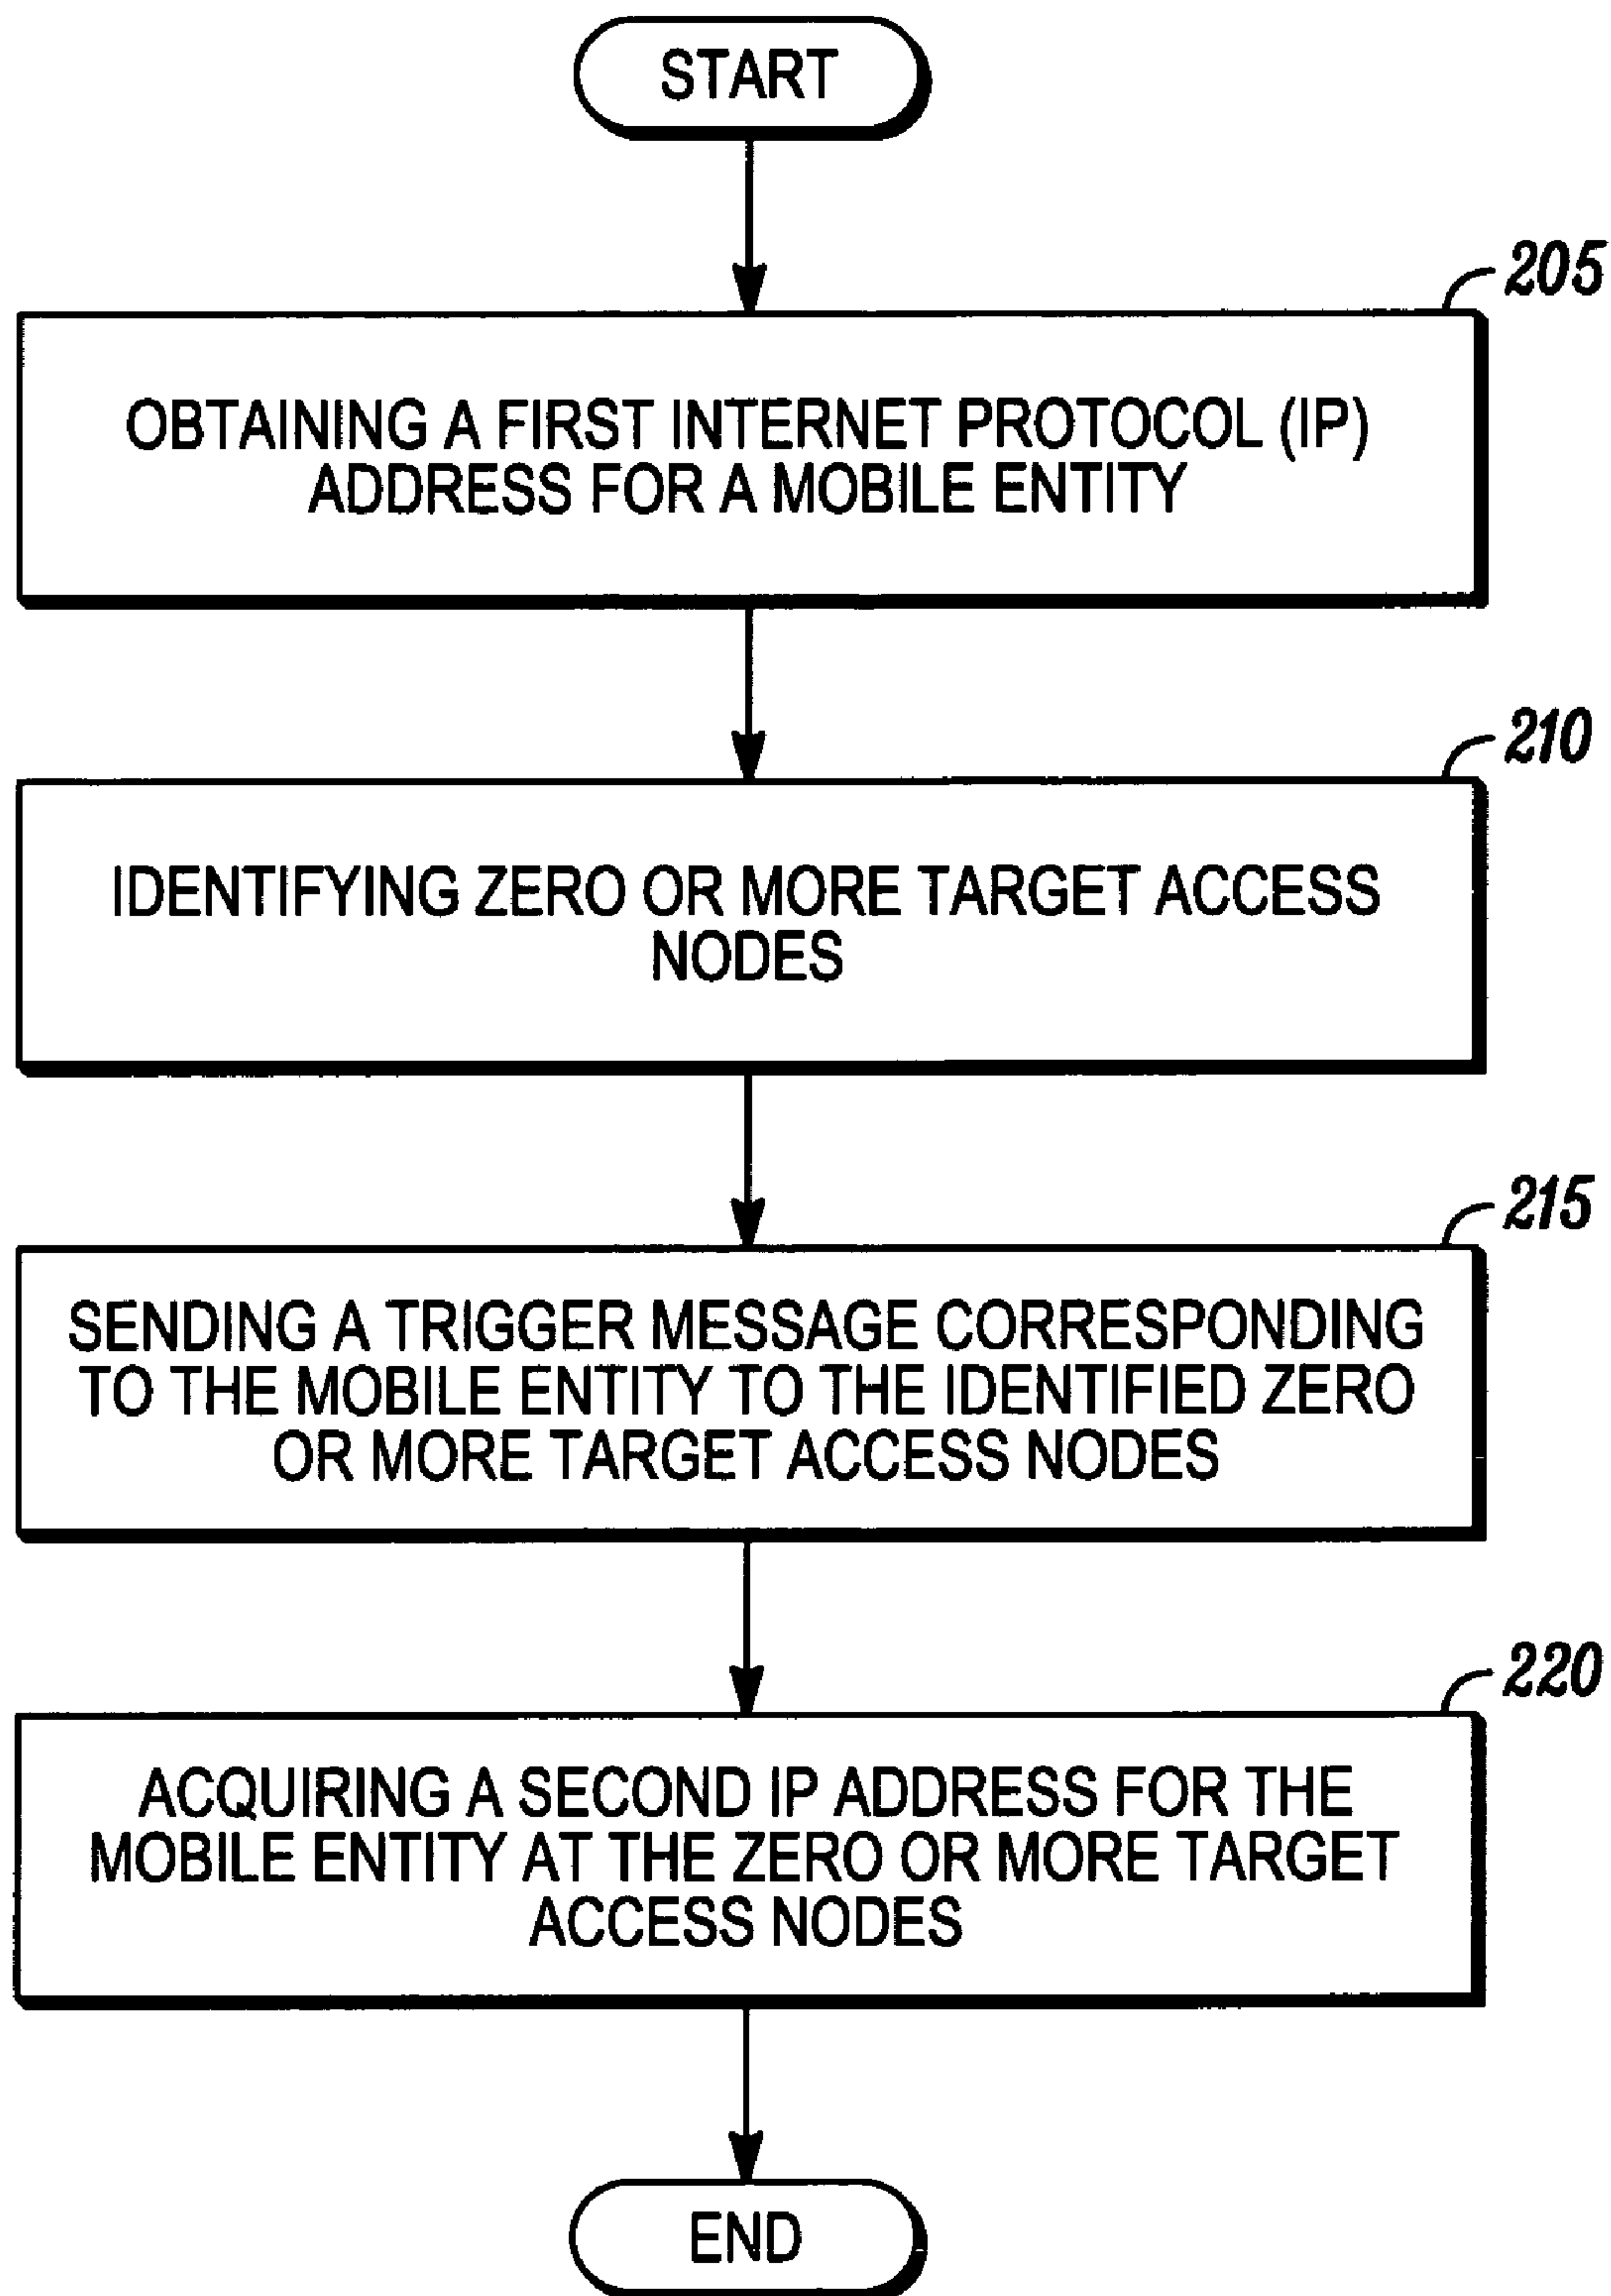 START
205
OBTAINING A FIRST INTERNET PROTOCOL (IP)
ADDRESS FOR A MOBILE ENTITY
210
IDENTIFYING ZERO OR MORE TARGET ACCESS
NODES
215
SENDING A TRIGGER MESSAGE CORRESPONDING
TO THE MOBILE ENTITY TO THE IDENTIFIED ZERO
OR MORE TARGET ACCESS NODES
220
ACQUIRING A SECOND IP ADDRESS FOR THE
MOBILE ENTITY AT THE ZERO OR MORE TARGET
ACCESS NODES
END